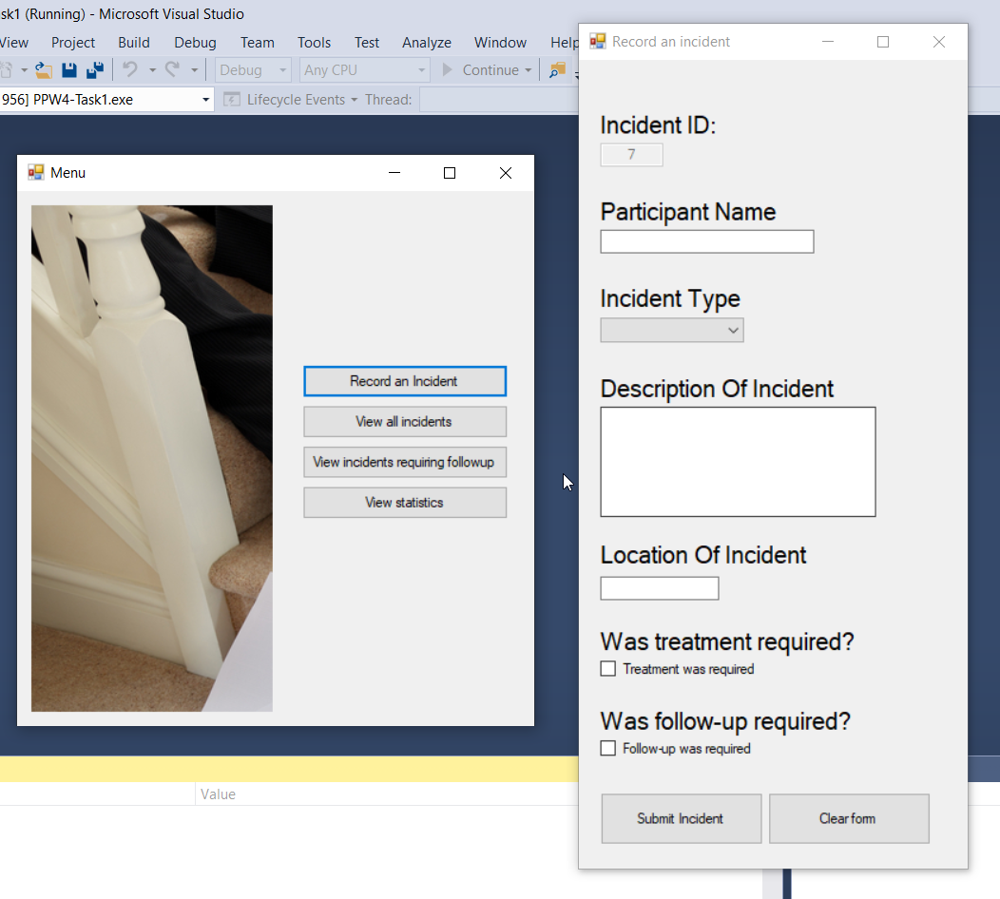 sk1 (Running) - Microsoft Visual Studio
View Project Build Debug Team Tools Test Analyze Window Help
Debug Any CPU Continue
956] PPW4-Task1.exe Lifecycle Events Thread:
Menu
Record an Incident
View all incidents
View incidents requiring followup
View statistics
Value
Record an incident
Incident ID:
7
Participant Name
Incident Type
Description Of Incident
Location Of Incident
Was treatment required?
Treatment was required
Was follow-up required?
Follow-up was required
Submit Incident Clear form